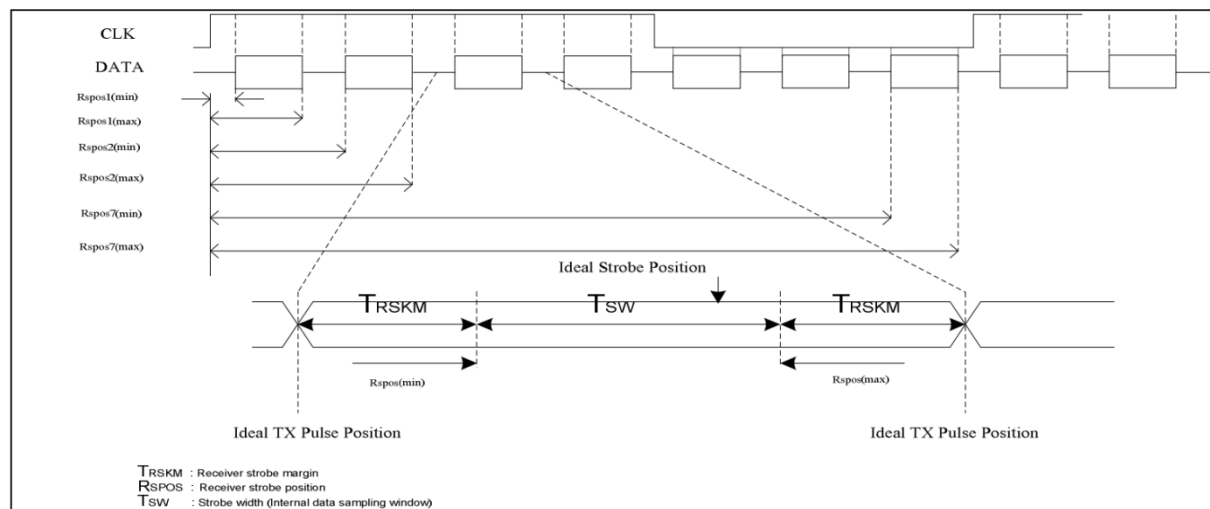 CLK
DATA
Rspos1(min)
Rspos1(max)
Rspos2(min)
Rspos2(max)
Rspos7(min)
Rspos7(max)
Ideal Strobe Position
TRSKM TSW TRSKM
Rspos(min) Rspos(max)
Ideal TX Pulse Position Ideal TX Pulse Position
TRSKM : Receiver strobe margin
RSPOS : Receiver strobe position
TSW : Strobe width (Internal data sampling window)